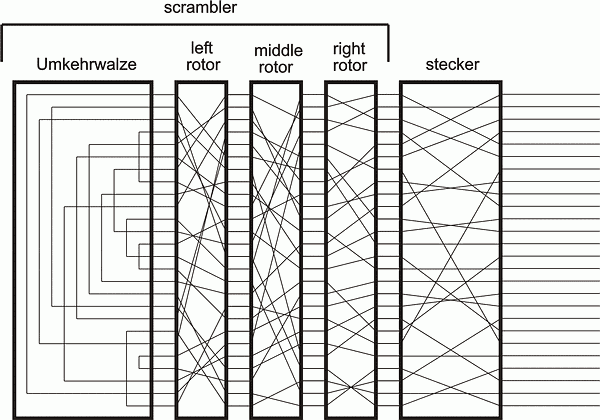 scrambler
Umkehrwalze
left
rotor
middle
rotor
right
rotor
stecker